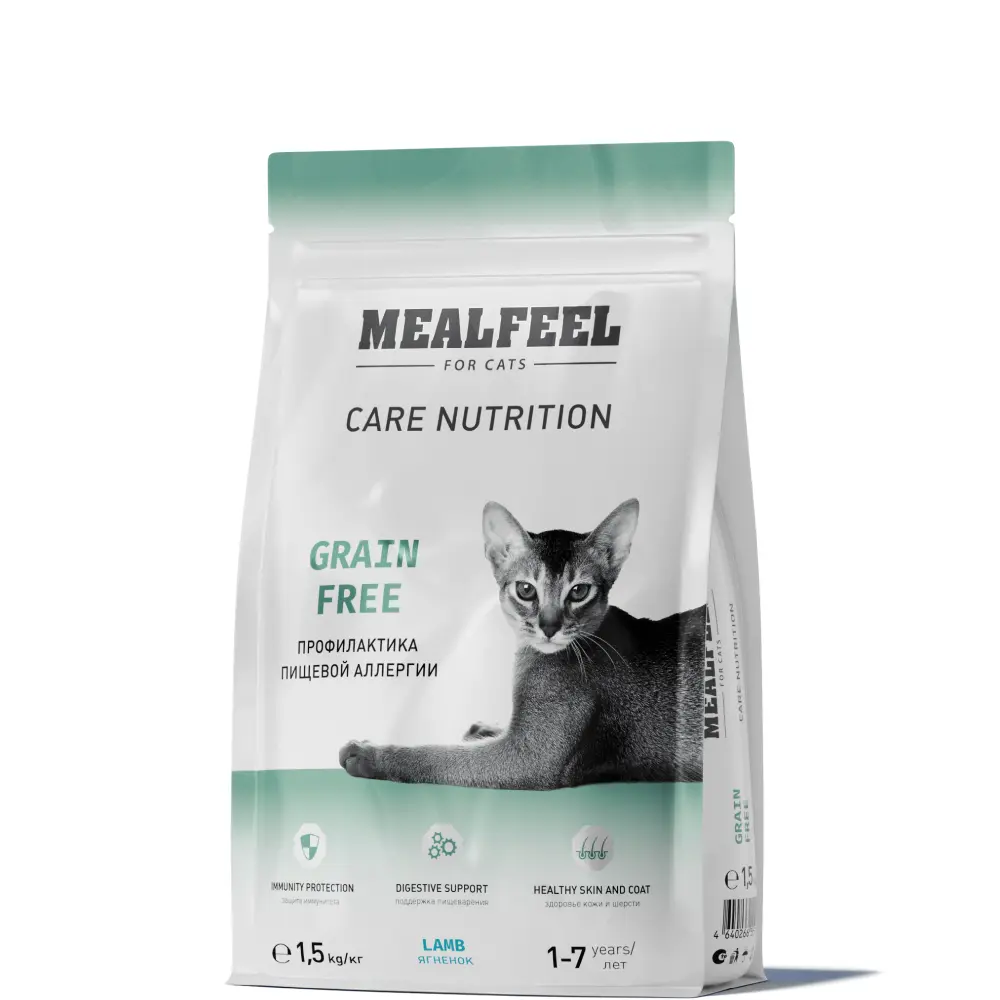 MEALFEEL
FOR CATS
CARE NUTRITION
GRAIN
FREE
ПРОФИЛАКТИКА
ПИЩЕВОЙ АЛЛЕРГИИ
IMMUNITY PROTECTION
защита иммунитета
DIGESTIVE SUPPORT
поддержка пищеварения
HEALTHY SKIN AND COAT
здоровье кожи и шерсти
℮ 1,5 kg/кг
LAMB
ЯГНЕНОК
1-7 years/
лет
MEALFEEL
FOR CATS
CARE NUTRITION
GRAIN
FREE
℮ 1,5